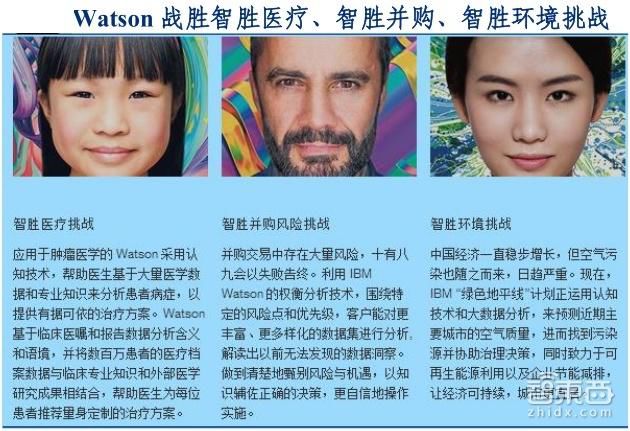 Watson 战胜智胜医疗、智胜并购、智胜环境挑战
智胜医疗挑战
应用于肿瘤医学的 Watson 采用认
知技术，帮助医生基于大量医学数
据和专业知识来分析患者病症，以
提供有据可依的治疗方案。Watson
基于临床医嘱和报告数据分析含义
和语境，并将数百万患者的医疗档
案数据与临床专业知识和外部医学
研究成果相结合，帮助医生为每位
患者推荐量身定制的治疗方案。
智胜并购风险挑战
并购交易中存在大量风险，十有八
九会以失败告终。利用 IBM
Watson的权衡分析技术，围绕特
定的风险点和优先级，客户能对更
丰富、更多样化的数据集进行分析，
解读出以前无法发现的数据洞察。
做到清楚地甄别风险与机遇，以知
识辅佐正确的决策，更自信地操作
实施。
智胜环境挑战
中国经济一直稳步增长，但空气污
染也随之而来，日趋严重。现在，
IBM “绿色地平线”计划正运用认知
技术和大数据分析，来预测近期主
要城市的空气质量，进而找到污染
源并协助治理决策，同时致力于可
再生能源利用以及企业节能减排，
让经济可持续，城
智东西
zhidx.com